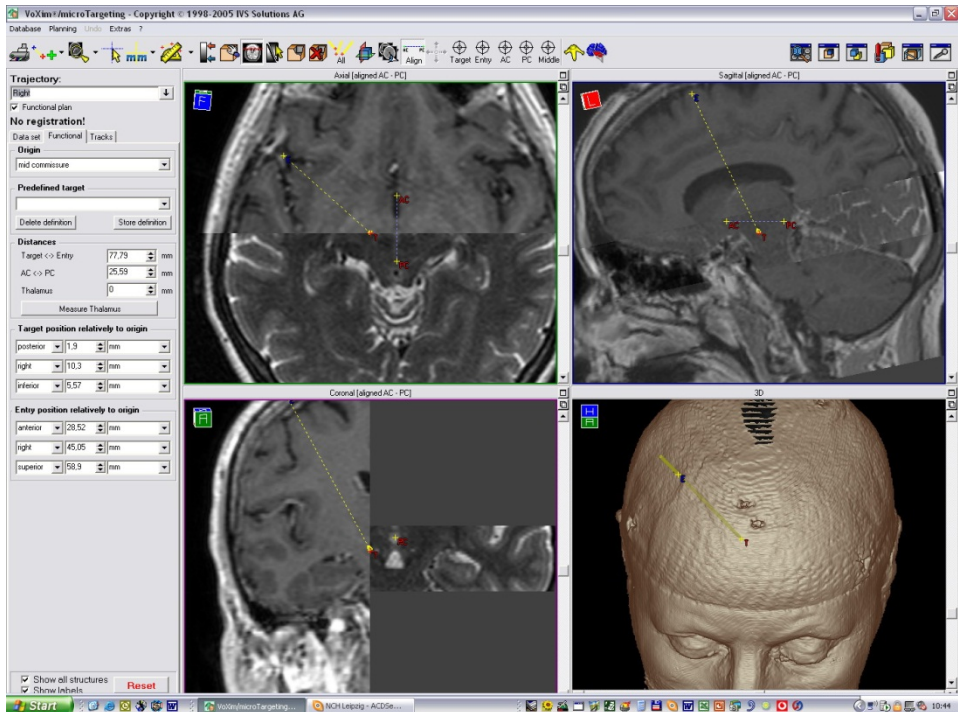 VoXim®/microTargeting - Copyright © 1998-2005 IVS Solutions AG
Database Planning Undo Extras ?
mm
All
Align
Target Entry AC PC Middle
Trajectory:
Right
Functional plan
No registration!
Data set Functional Tracks
Origin
mid commissure
Predefined target
Delete definition Store definition
Distances
Target <-> Entry 77,79 mm
AC <-> PC 25,59 mm
Thalamus 0 mm
Measure Thalamus
Target position relatively to origin
posterior 1,9 mm
right 10,3 mm
inferior 5,57 mm
Entry position relatively to origin
anterior 28,52 mm
right 45,05 mm
superior 58,9 mm
Show all structures
Show labels
Reset
Axial [aligned AC - PC]
F
E
AC
T
Sagittal [aligned AC - PC]
L
E
AC
PC
T
Coronal [aligned AC - PC]
A
3D
H
A
E
T
Start
VoXim/microTargeting...
NCH Leipzig - ACDSe...
10:44